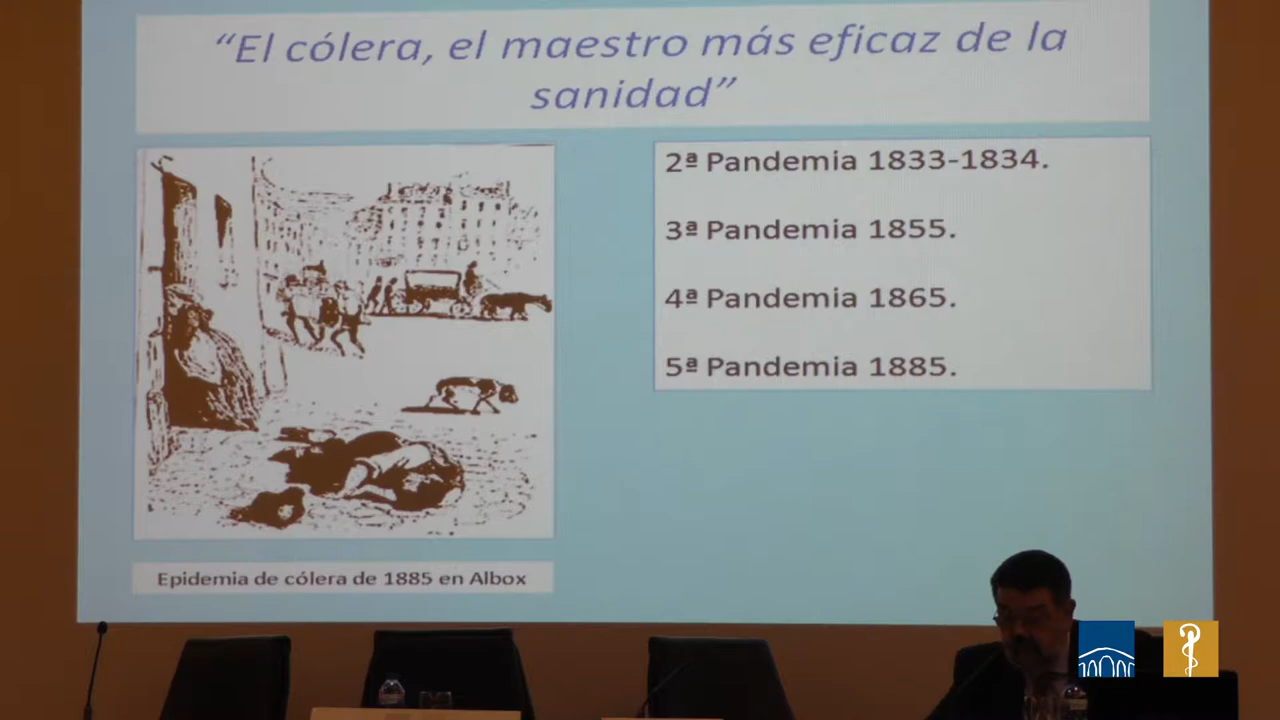 “El cólera, el maestro más eficaz de la
sanidad”
2ª Pandemia 1833-1834.
3ª Pandemia 1855.
4ª Pandemia 1865.
5ª Pandemia 1885.
Epidemia de cólera de 1885 en Albox